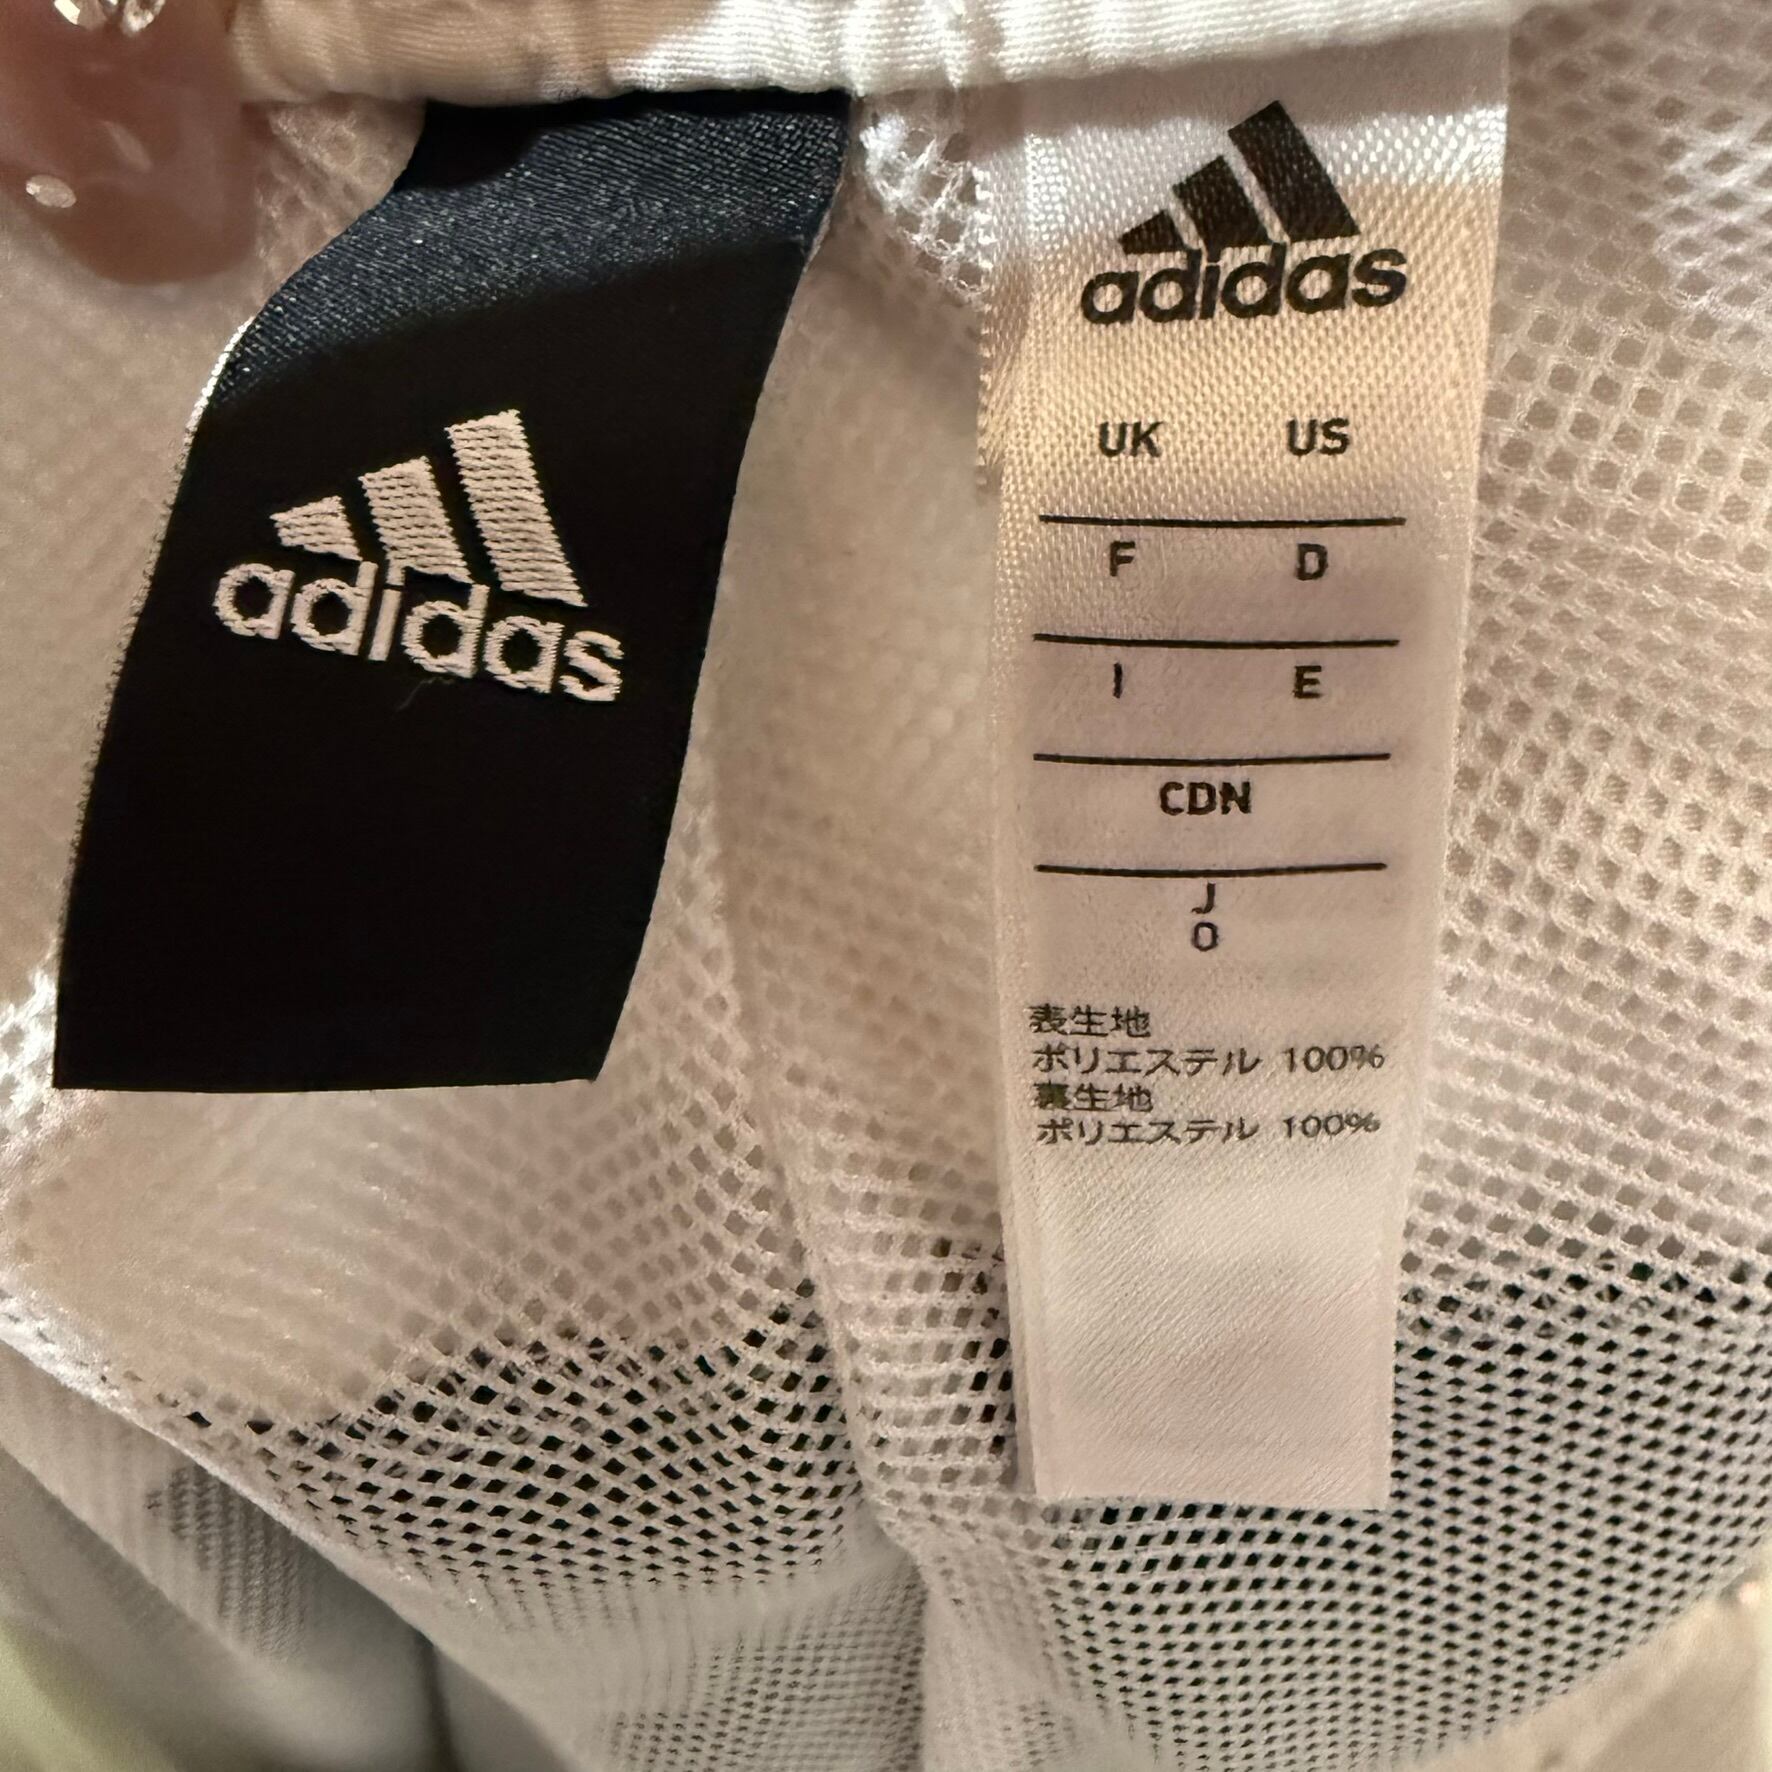 adidas
adidas
UK US
F D
I E
CDN
J
O
表生地
ポリエステル 100%
裏生地
ポリエステル 100%